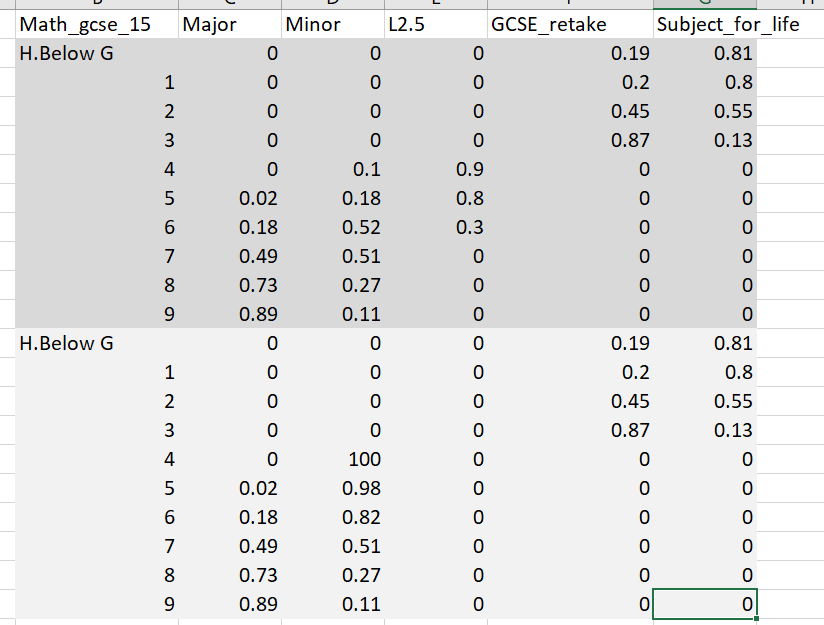 Math_gcse_15 Major Minor L2.5 GCSE_retake Subject_for_life
H.Below G 0 0 0 0.19 0.81
1 0 0 0 0.2 0.8
2 0 0 0 0.45 0.55
3 0 0 0 0.87 0.13
4 0 0.1 0.9 0 0
5 0.02 0.18 0.8 0 0
6 0.18 0.52 0.3 0 0
7 0.49 0.51 0 0 0
8 0.73 0.27 0 0 0
9 0.89 0.11 0 0 0
H.Below G 0 0 0 0.19 0.81
1 0 0 0 0.2 0.8
2 0 0 0 0.45 0.55
3 0 0 0 0.87 0.13
4 0 100 0 0 0
5 0.02 0.98 0 0 0
6 0.18 0.82 0 0 0
7 0.49 0.51 0 0 0
8 0.73 0.27 0 0 0
9 0.89 0.11 0 0 0